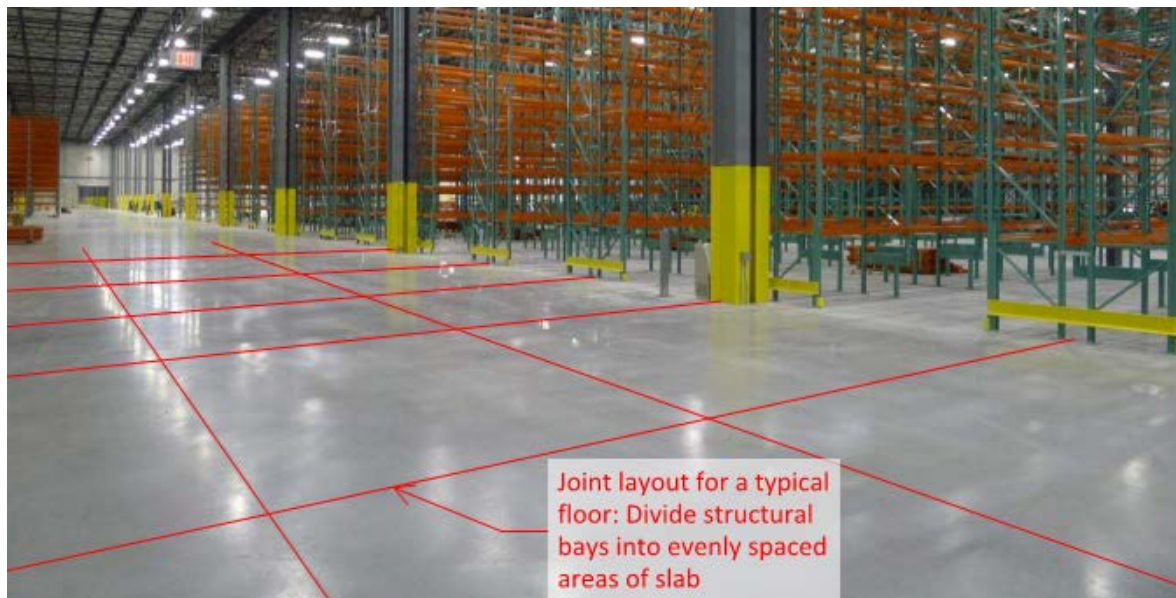 EXIT
Joint layout for a typical
floor: Divide structural
bays into evenly spaced
areas of slab